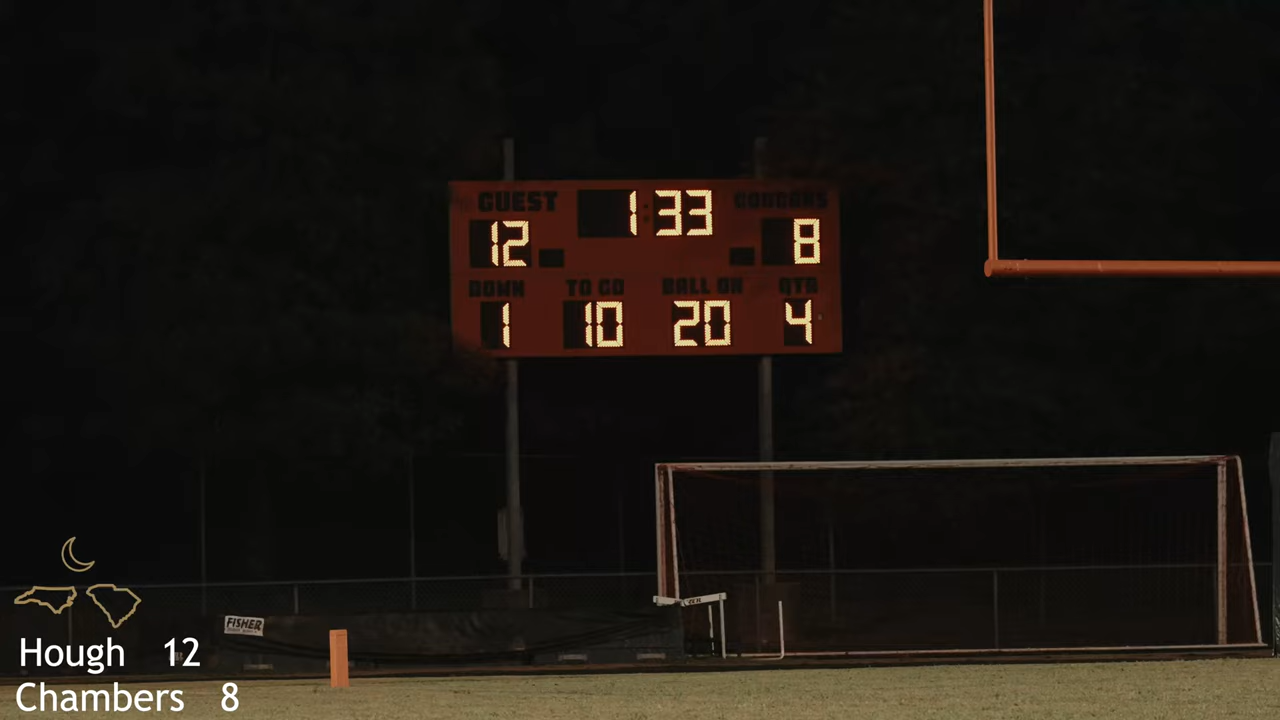 GUEST 1:33 COUGARS
12 8
DOWN TO GO BALL ON QTR
1 10 20 4
FISHER
Hough 12
Chambers 8